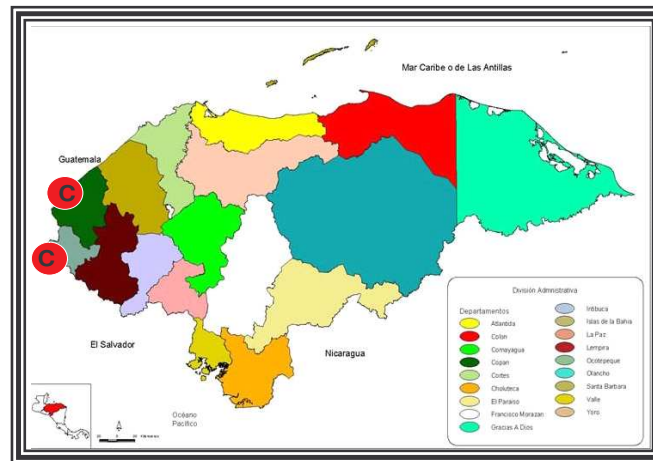 Mar Caribe o de Las Antillas
Guatemala
C
C
El Salvador
Nicaragua
Océano
Pacífico
División Admnistrativa
Departamentos
Atlantida
Colon
Comayagua
Copan
Cortes
Choluteca
El Paraiso
Francisco Morazan
Gracias A Dios
Intibuca
Islas de la Bahia
La Paz
Lempira
Ocotepeque
Olancho
Santa Barbara
Valle
Yoro